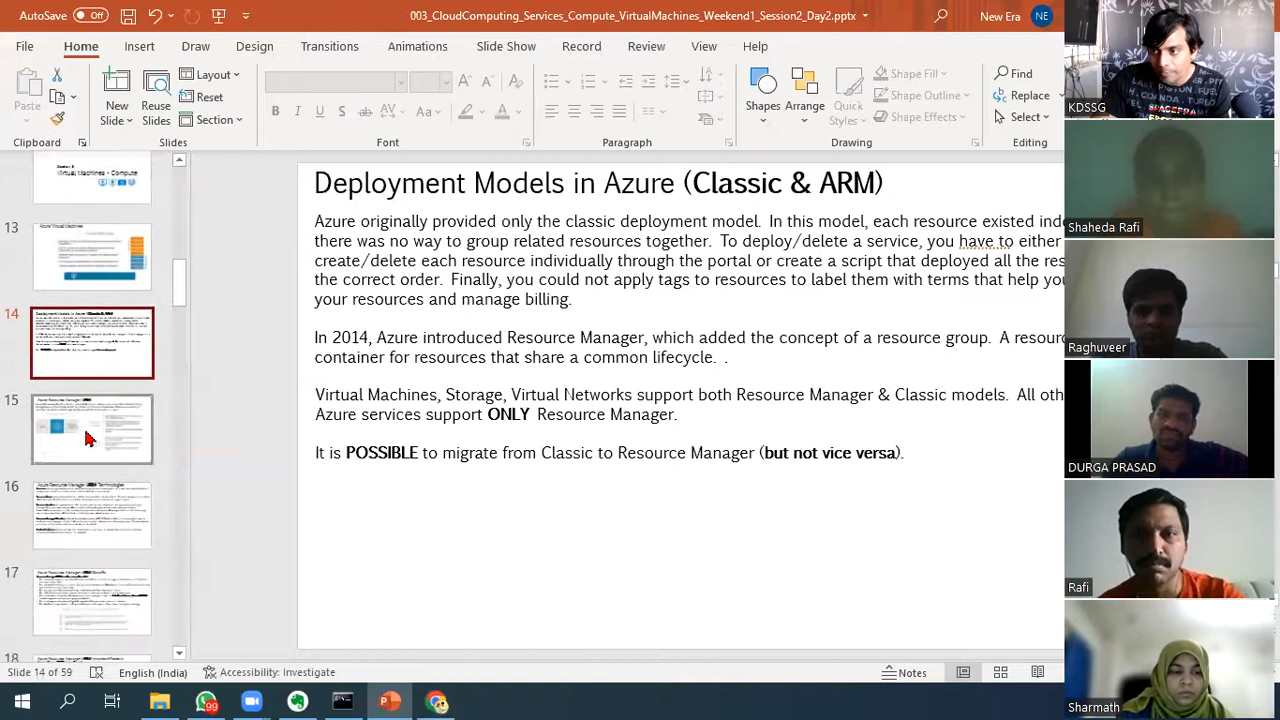 AutoSave Off
003_CloudComputing_Services_Compute_VirtualMachines_Weekend1_Session2_Day2.pptx
New Era NE
File Home Insert Draw Design Transitions Animations Slide Show Record Review View Help
Paste
New Slide
Reuse Slides
Layout
Reset
Section
Shapes
Arrange
Quick Styles
Shape Fill
Shape Outline
Shape Effects
Find
Replace
Select
Clipboard Slides Font Paragraph Drawing Editing
Virtual Machines - Compute
13
Azure Virtual Machine
14
15
16
17
18
Deployment Models in Azure (Classic & ARM)
Azure originally provided only the classic deployment model. In this model, each resource existed
there was no way to group related resources together. To deploy/delete a service, you have to either
create/delete each resource individually through the portal or create a script that deployed all the
the correct order. Finally, you could not apply tags to resources to label them with terms that help
your resources and manage billing.
In 2014, Azure introduced Resource Manager, which added the concept of a resource group. A
container for resources that share a common lifecycle. .
Virtual Machines, Storage, Virtual Networks support both Resource Manager & Classic models. All
Azure services support ONLY Resource Manager.
It is POSSIBLE to migrate from Classic to Resource Manager (but not vice versa).
KDSSG
Shaheda Rafi
Raghuveer
DURGA PRASAD
Rafi
Sharmath
Slide 14 of 59
English (India)
Accessibility: Investigate
Notes
99